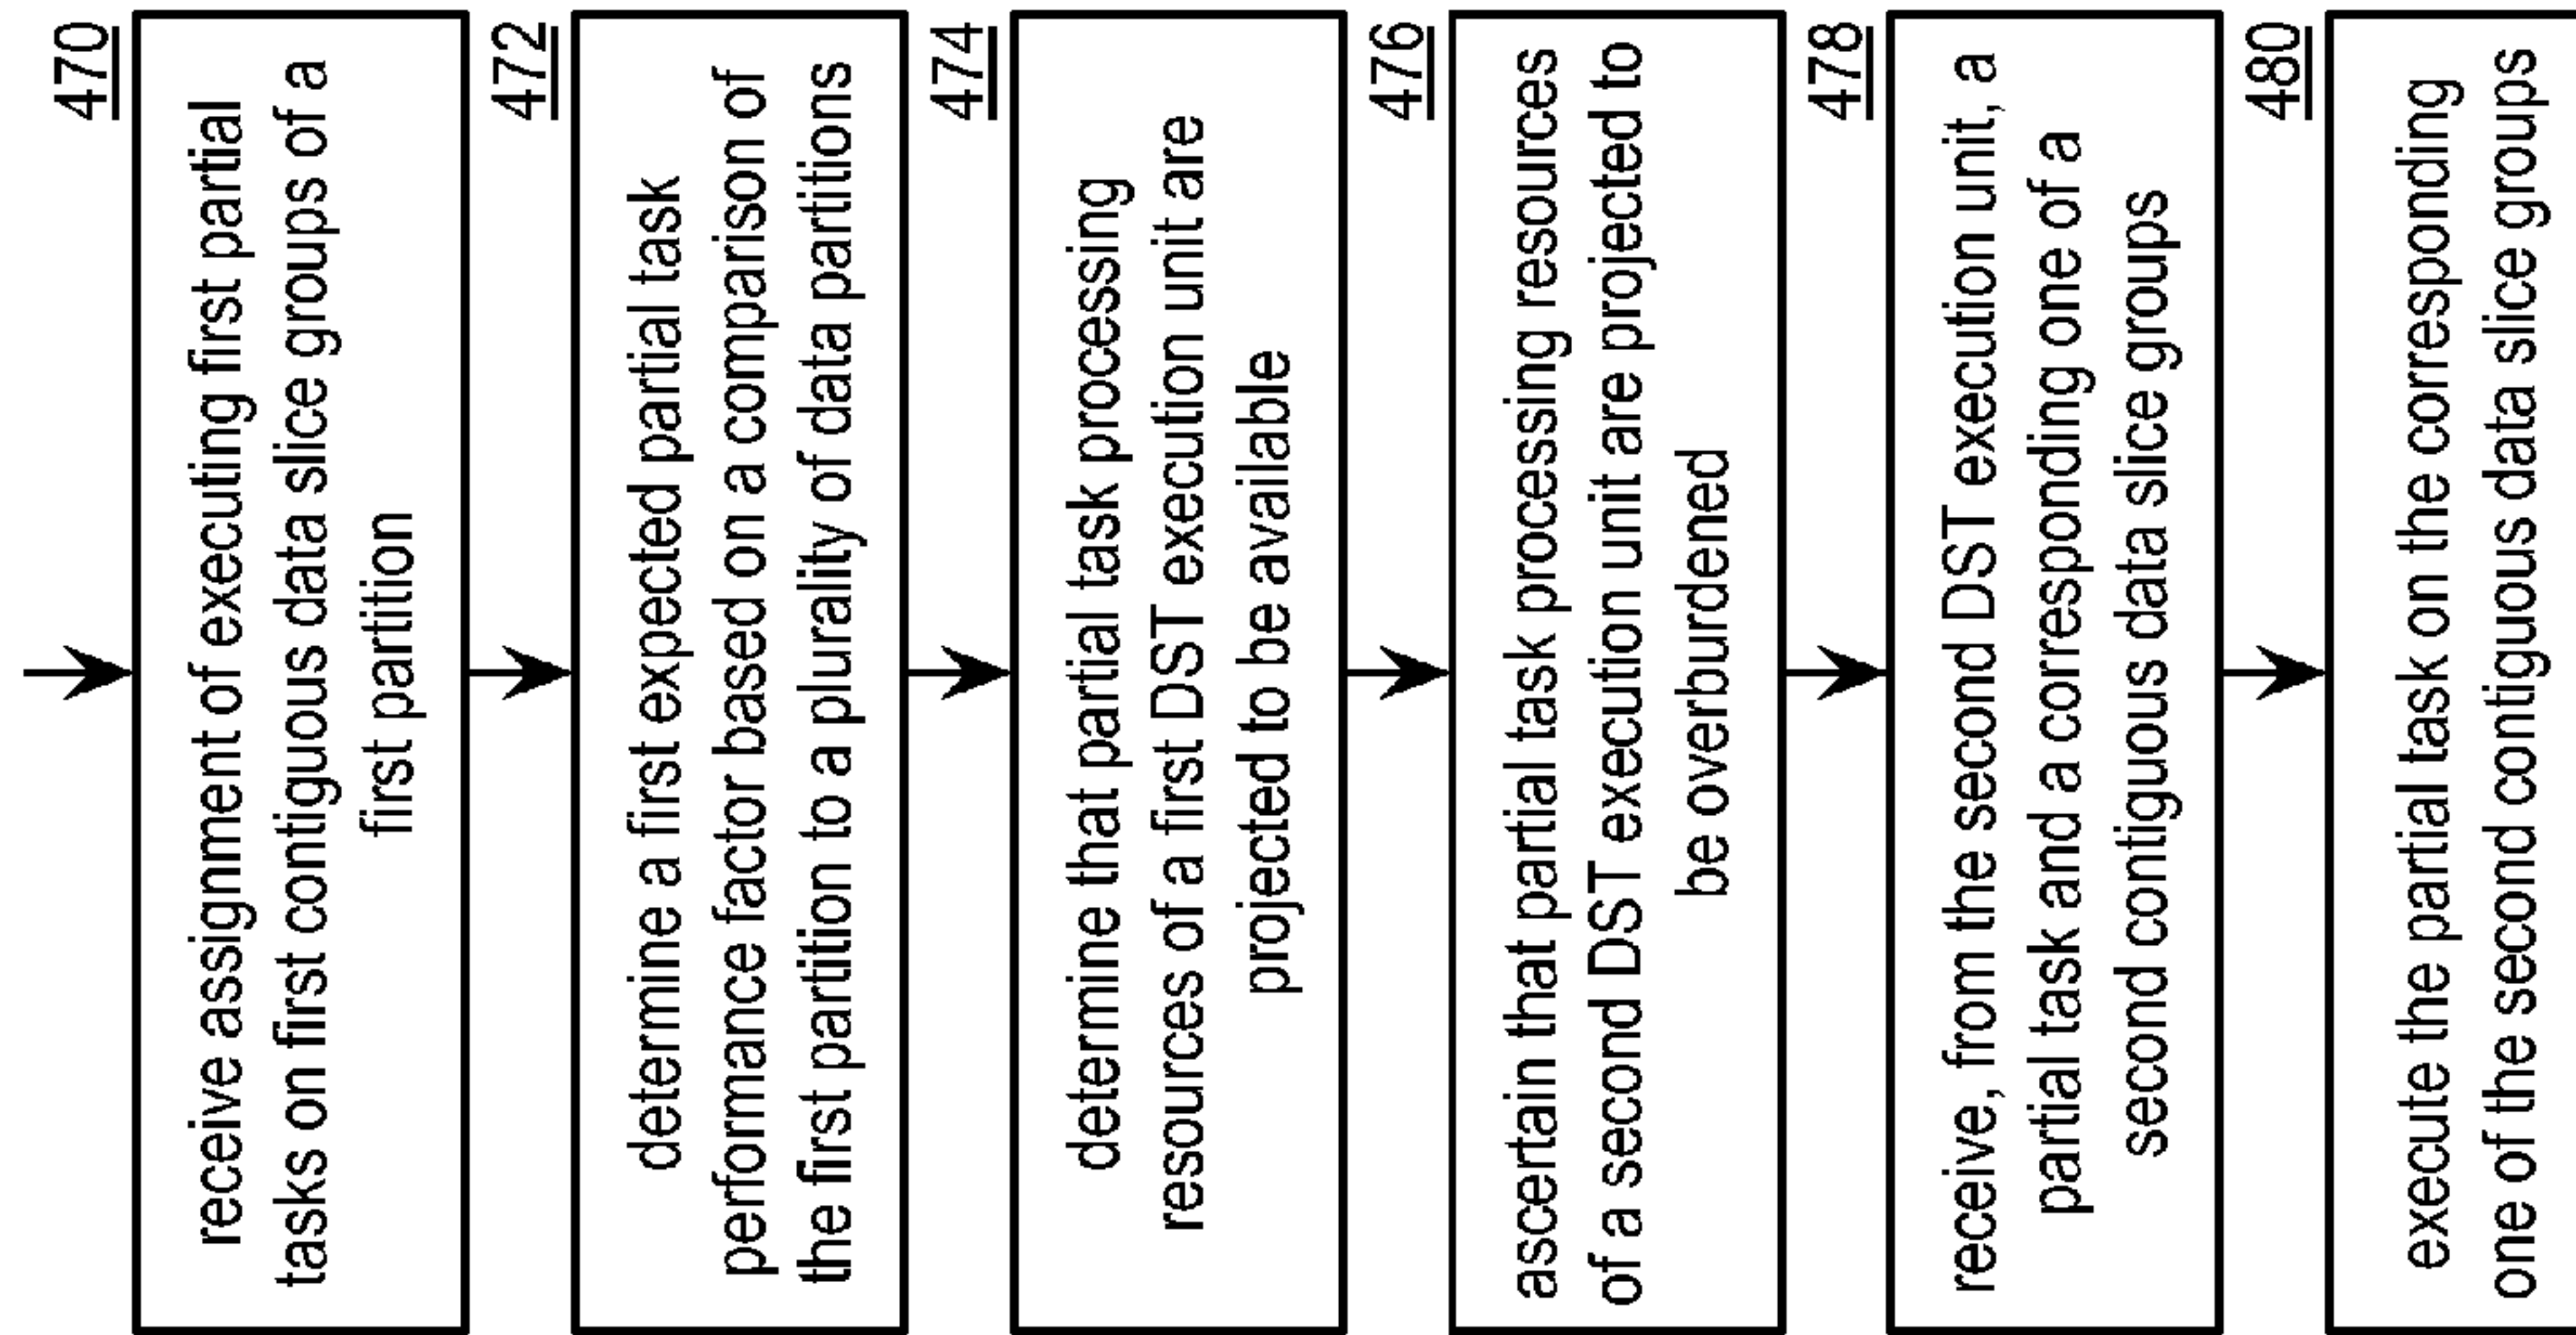 470
receive assignment of executing first partial
tasks on first contiguous data slice groups of a
first partition
472
determine a first expected partial task
performance factor based on a comparison of
the first partition to a plurality of data partitions
474
determine that partial task processing
resources of a first DST execution unit are
projected to be available
476
ascertain that partial task processing resources
of a second DST execution unit are projected to
be overburdened
478
receive, from the second DST execution unit, a
partial task and a corresponding one of a
second contiguous data slice groups
480
execute the partial task on the corresponding
one of the second contiguous data slice groups